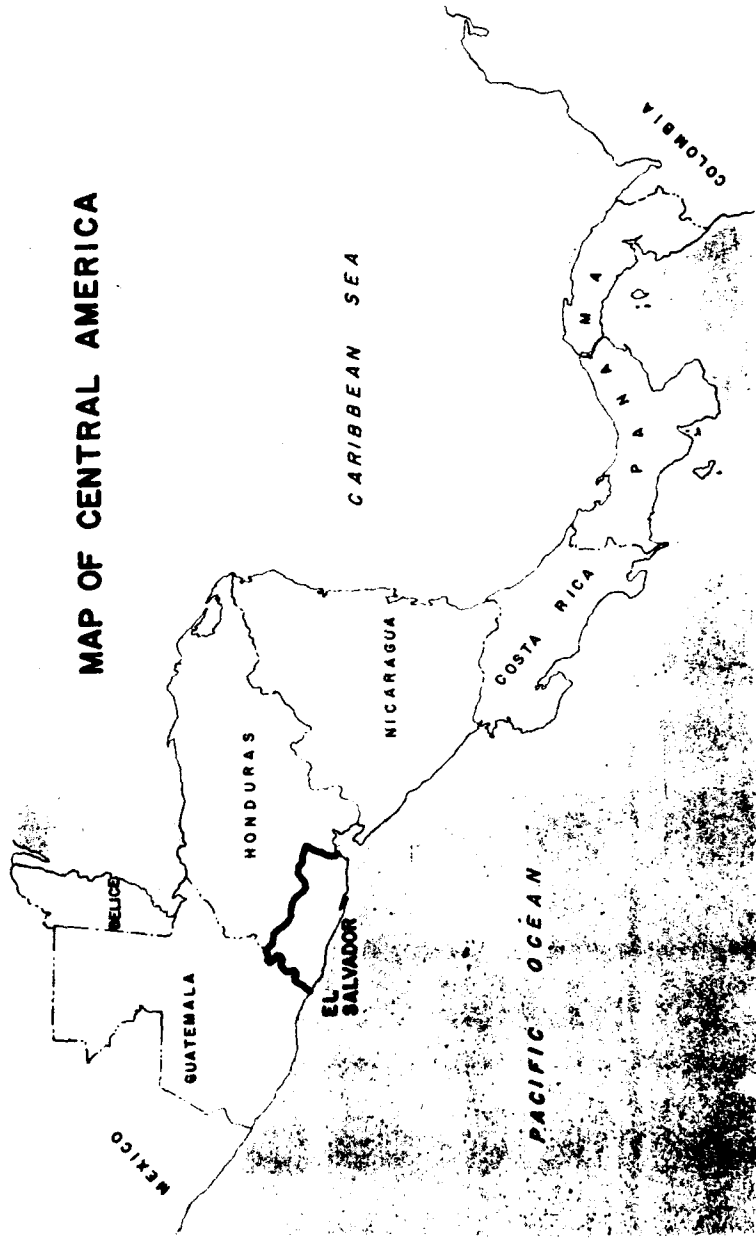 MAP OF CENTRAL AMERICA
MEXICO
GUATEMALA
BELICE
HONDURAS
EL
SALVADOR
NICARAGUA
CARIBBEAN SEA
COSTA RICA
PANAMA
COLOMBIA
PACIFIC OCEAN